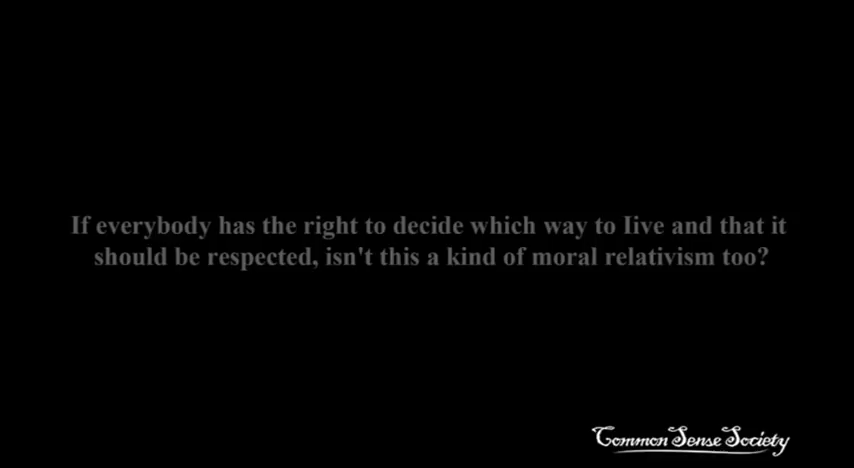 If everybody has the right to decide which way to Iive and that it
should be respected, isn't this a kind of moral relativism too?
Common Sense Society